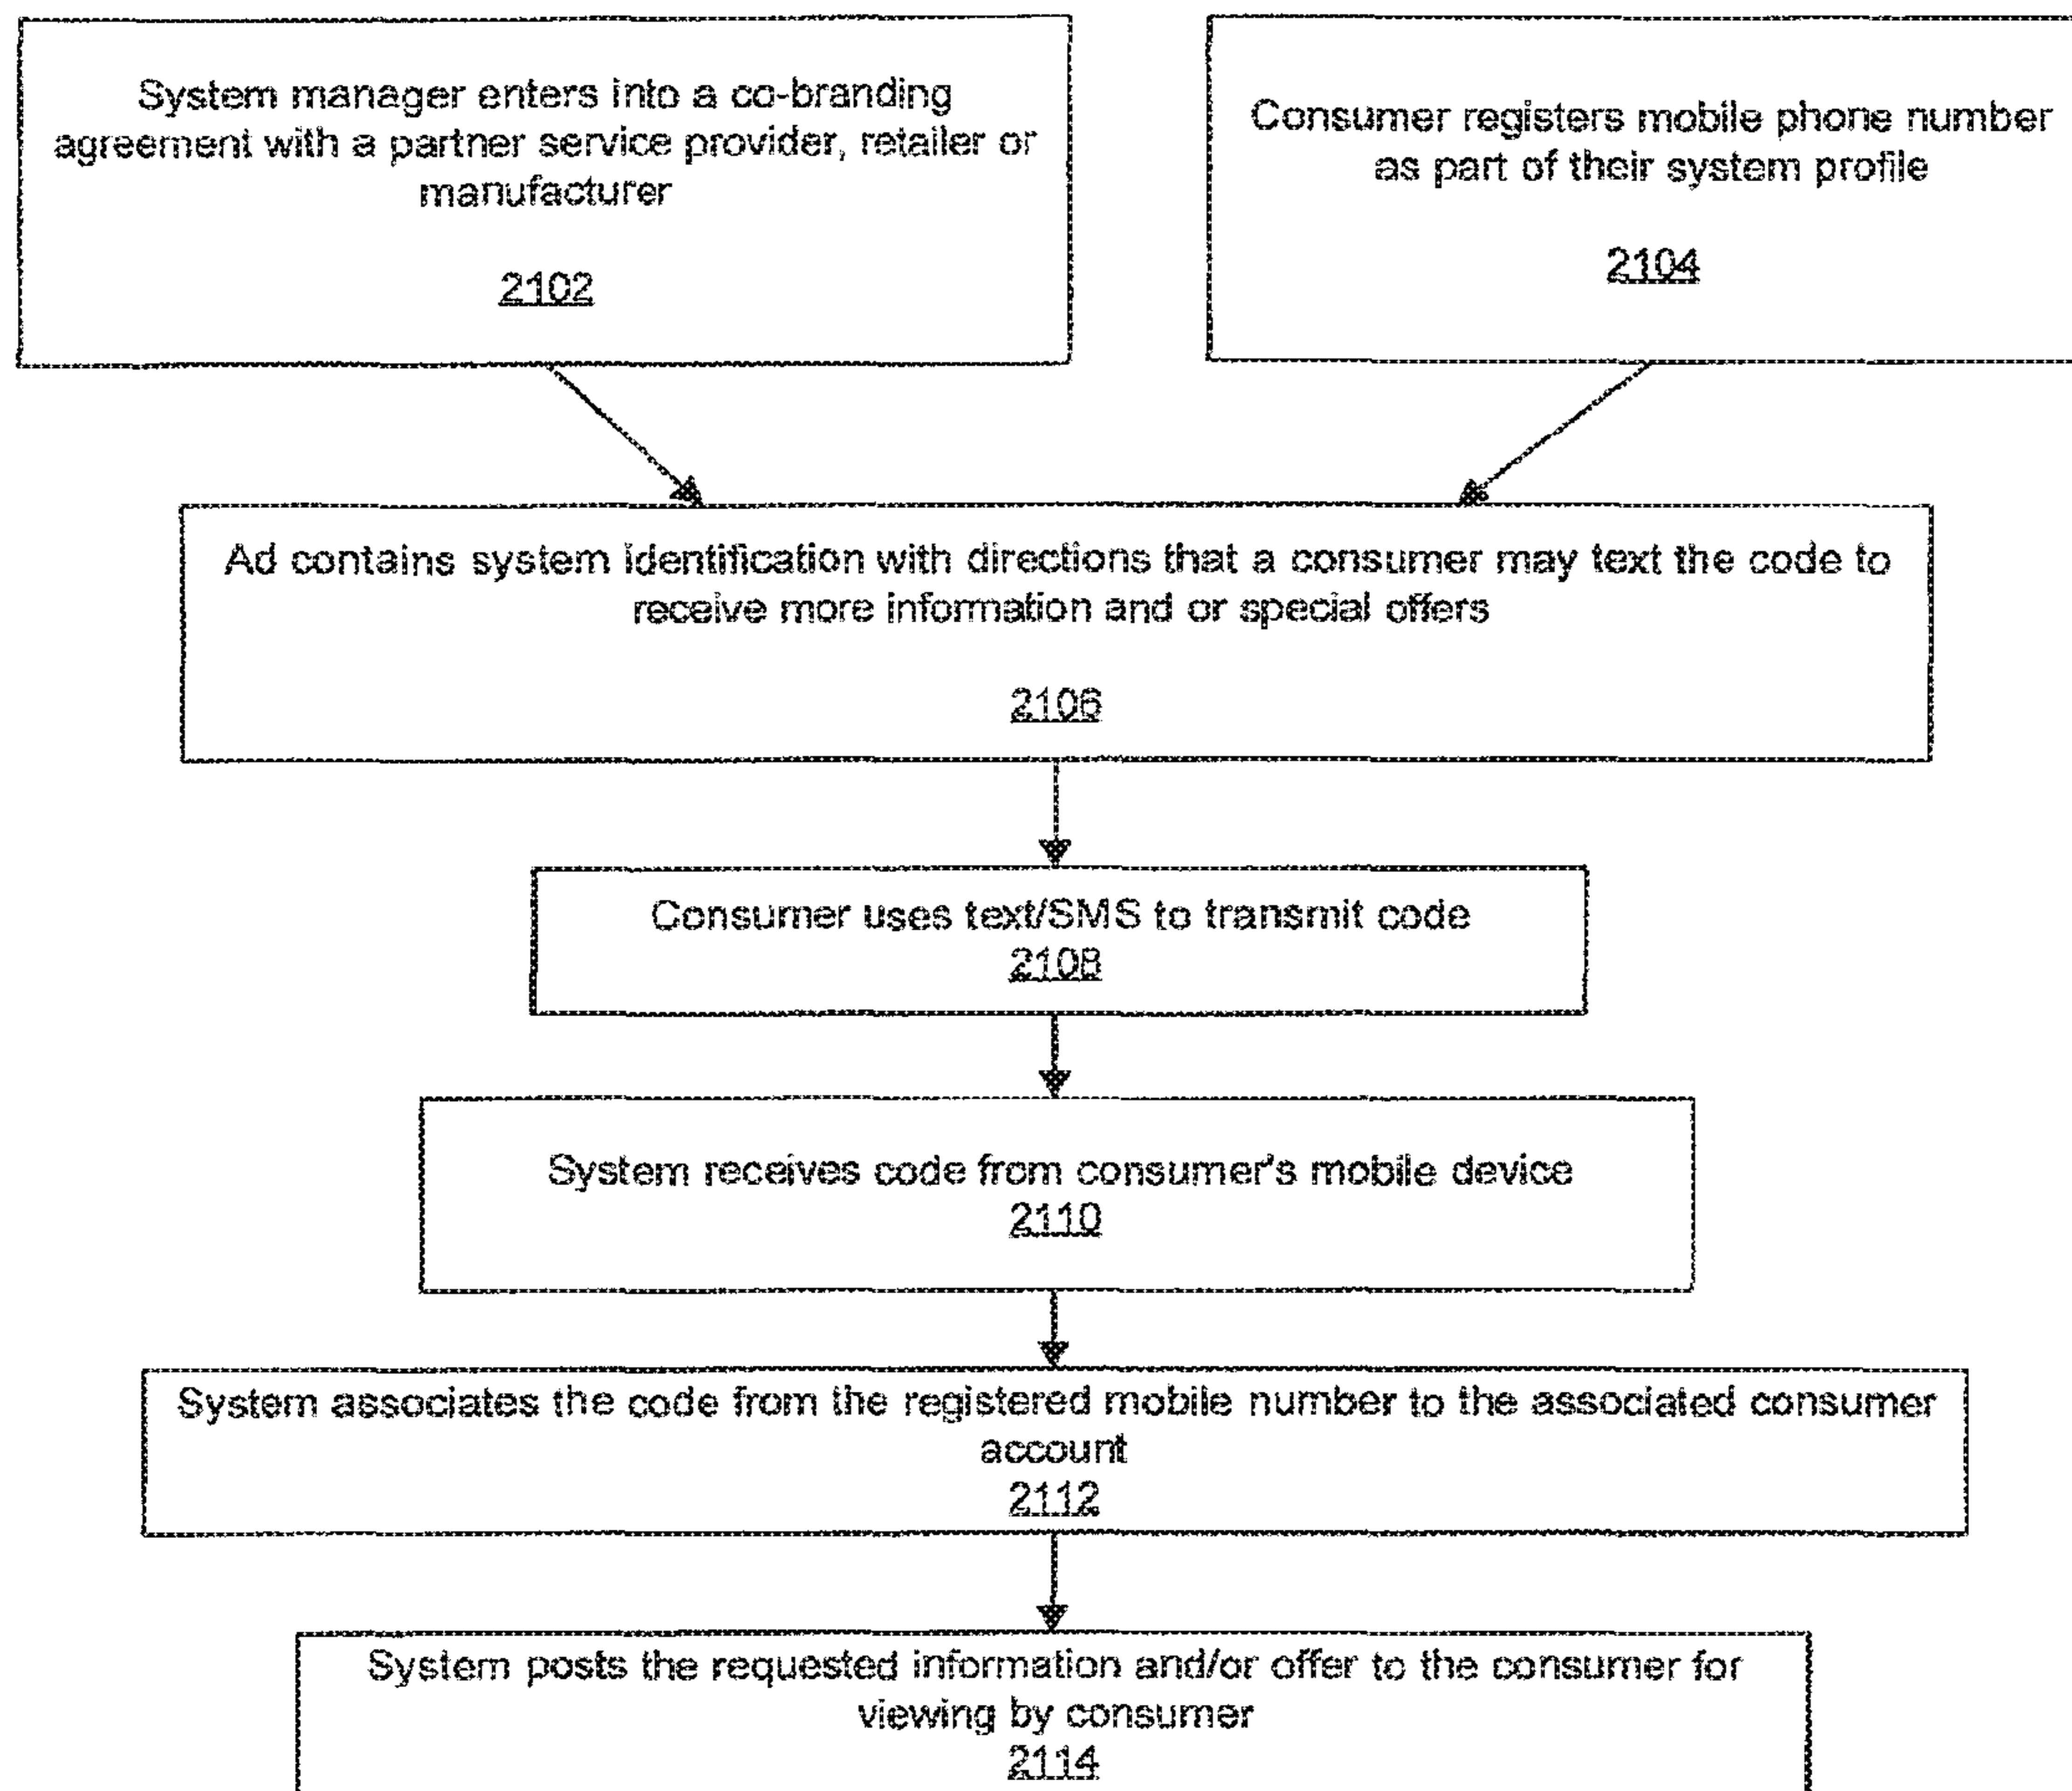 System manager enters into a co-branding
agreement with a partner service provider, retailer or
manufacturer
2102
Consumer registers mobile phone number
as part of their system profile
2104
Ad contains system identification with directions that a consumer may text the code to
receive more information and or special offers
2106
Consumer uses text/SMS to transmit code
2108
System receives code from consumer's mobile device
2110
System associates the code from the registered mobile number to the associated consumer
account
2112
System posts the requested information and/or offer to the consumer for
viewing by consumer
2114